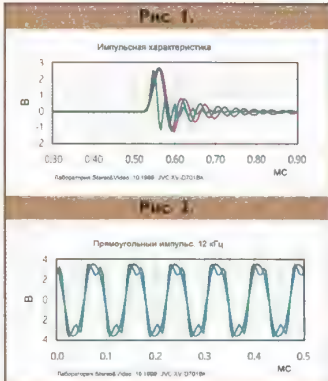 Рис. 1.
Импульсная характеристика
В
3
2
1
0
1
2
0.30 0.40 0.50 0.60 0.70 0.80 0.90
мс
Лаборатория Stereo&Video 10.1999 JVC XV-D701BK
Рис. 2.
Прямоугольный импульс. 12 кГц
В
4
2
0
2
4
0.0 0.1 0.2 0.3 0.4 0.5
мс
Лаборатория Stereo&Video 10.1999 JVC XV-D701BK